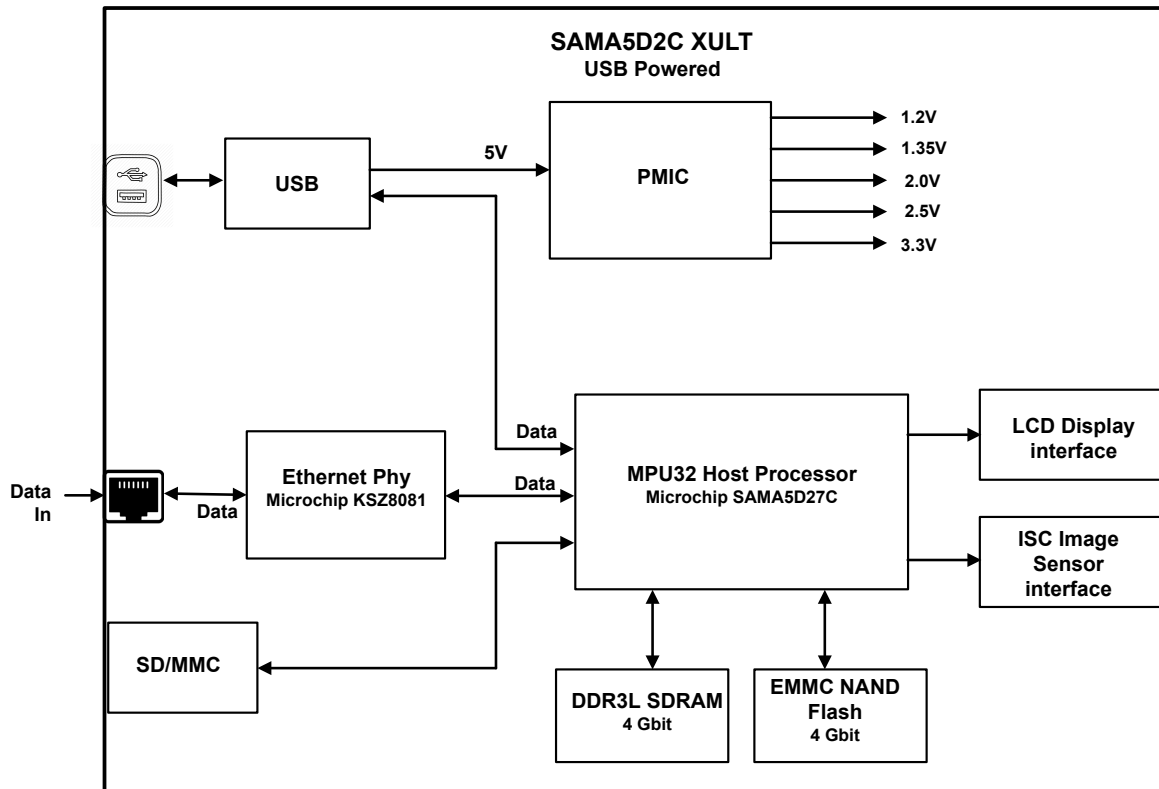 SAMA5D2C XULT
USB Powered
USB
5V
PMIC
1.2V
1.35V
2.0V
2.5V
3.3V
Data
In
Data
Ethernet Phy
Microchip KSZ8081
Data
Data
MPU32 Host Processor
Microchip SAMA5D27C
LCD Display
interface
ISC Image
Sensor
interface
SD/MMC
DDR3L SDRAM
4 Gbit
EMMC NAND
Flash
4 Gbit